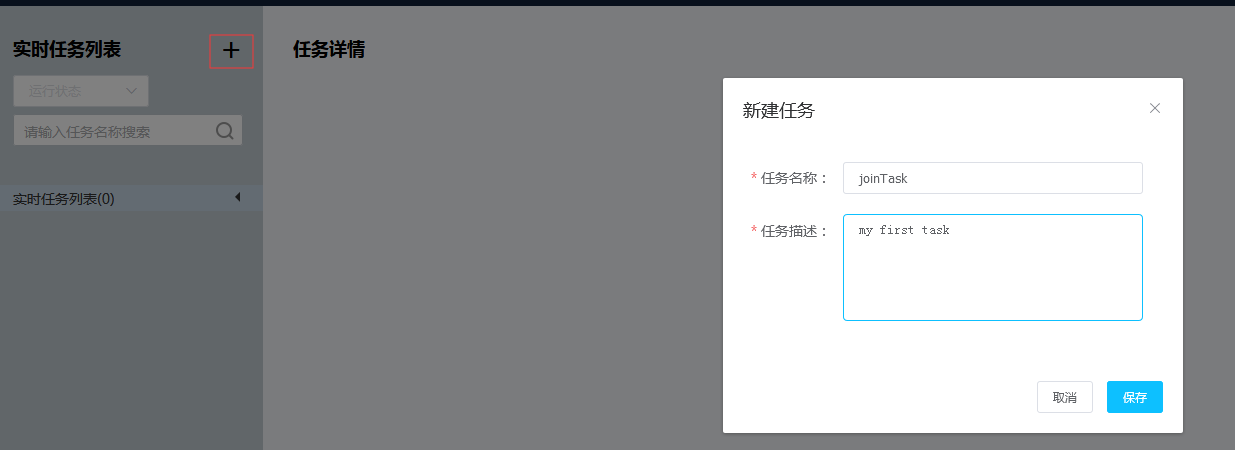 实时任务列表
运行状态
请输入任务名称搜索
实时任务列表(0)
任务详情
新建任务
* 任务名称：
joinTask
* 任务描述：
my first task
取消
保存